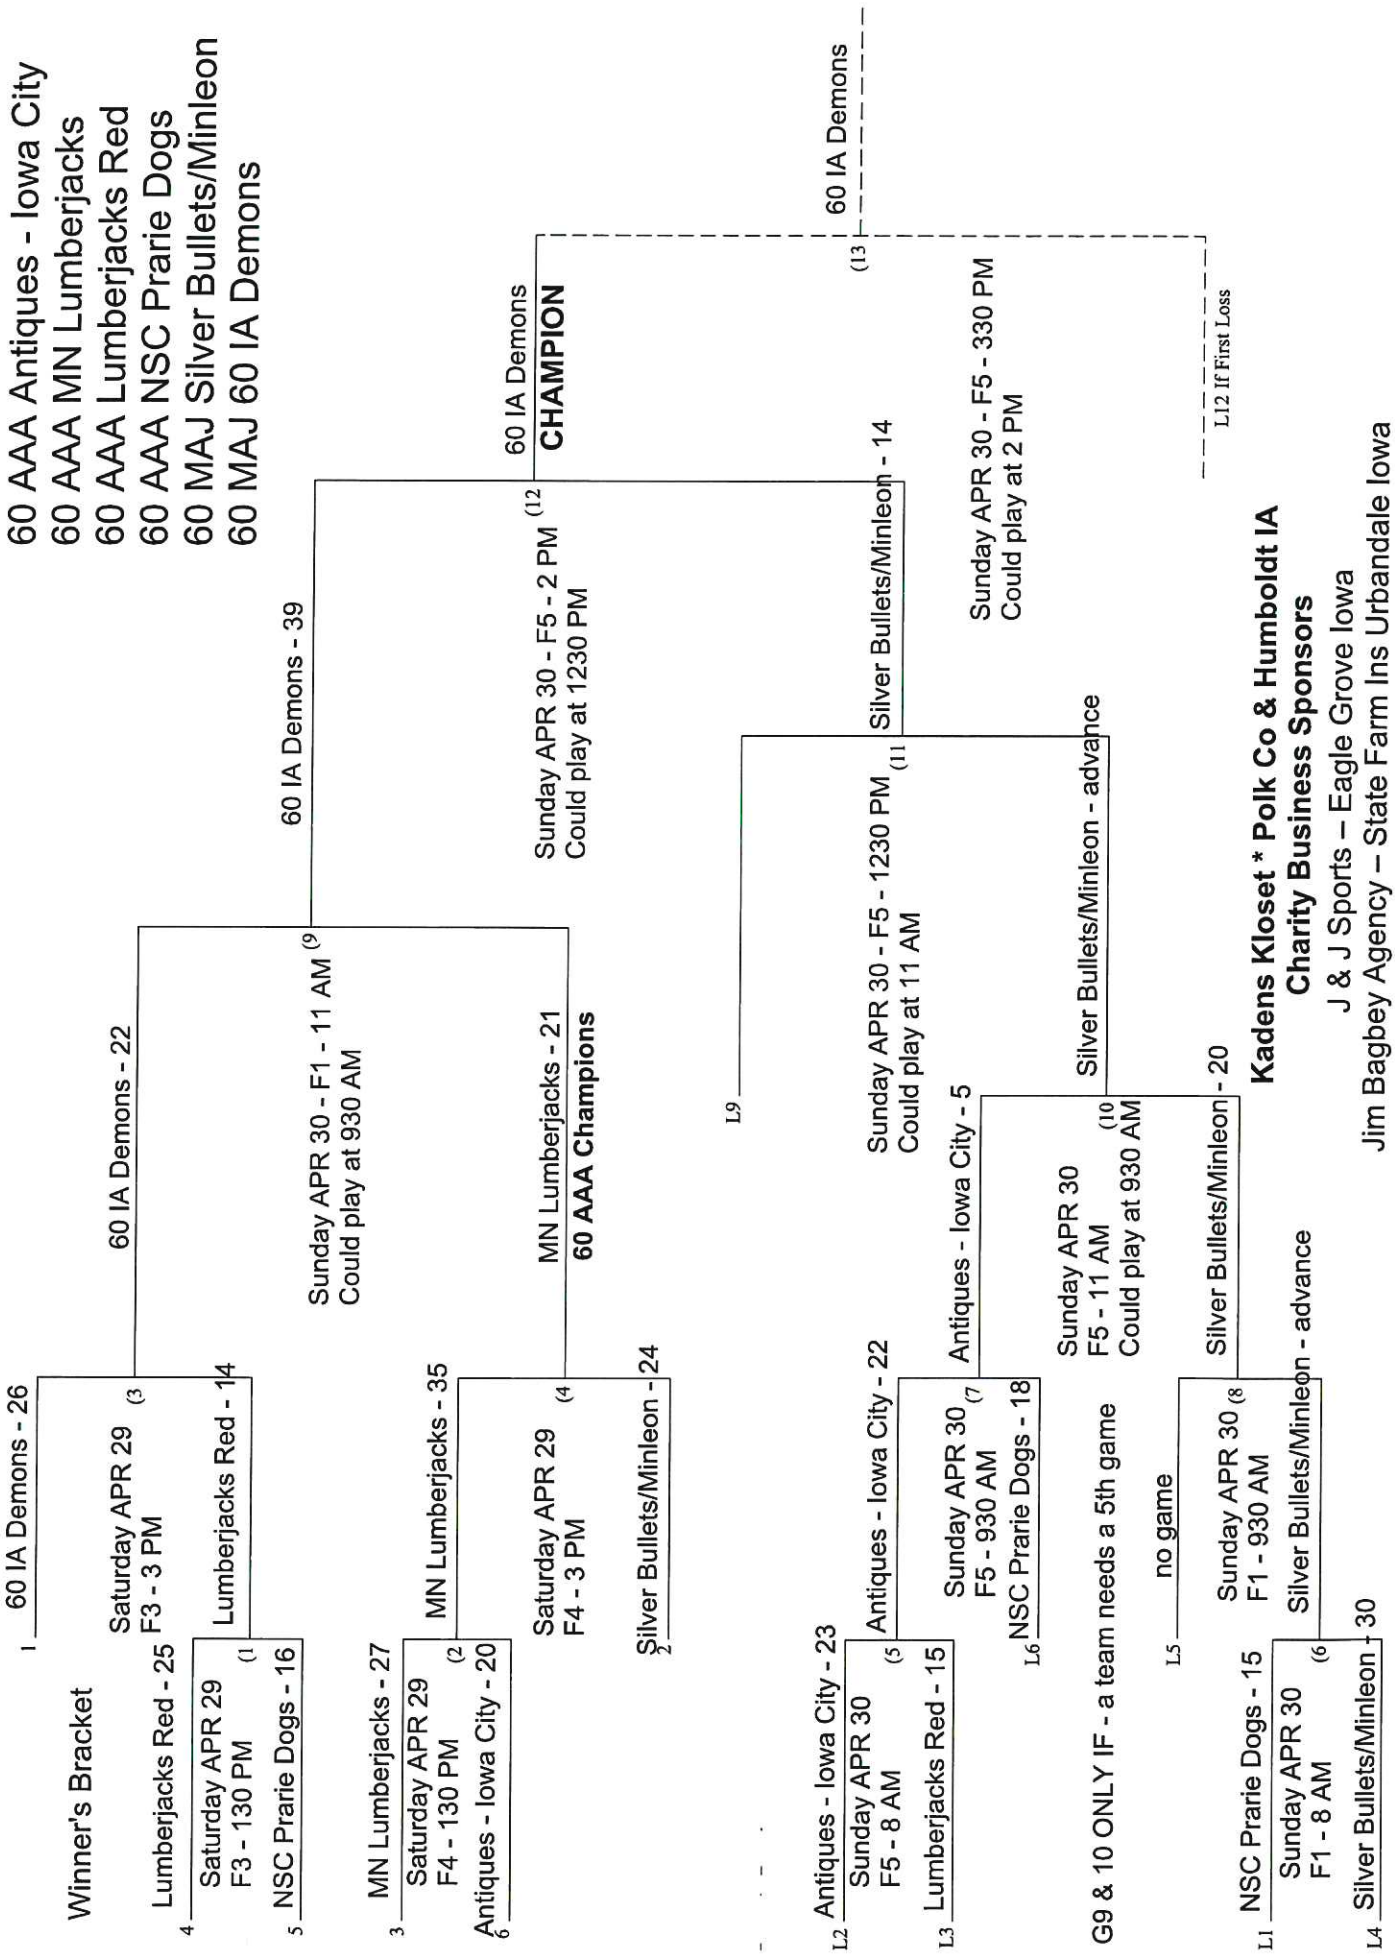 60 AAA Antiques - Iowa City
60 AAA MN Lumberjacks
60 AAA Lumberjacks Red
60 AAA NSC Prarie Dogs
60 MAJ Silver Bullets/Minleon
60 MAJ 60 IA Demons
Winner's Bracket
1
60 IA Demons - 26
Saturday APR 29
F3 - 3 PM
(3
60 IA Demons - 22
4
Lumberjacks Red - 25
Saturday APR 29
F3 - 130 PM
(1
Lumberjacks Red - 14
5
NSC Prarie Dogs - 16
Sunday APR 30 - F1 - 11 AM
Could play at 930 AM
(9
60 IA Demons - 39
3
MN Lumberjacks - 27
Saturday APR 29
F4 - 130 PM
(2
MN Lumberjacks - 35
6
Antiques - Iowa City - 20
Saturday APR 29
F4 - 3 PM
(4
MN Lumberjacks - 21
60 AAA Champions
2
Silver Bullets/Minleon - 24
Sunday APR 30 - F5 - 2 PM
Could play at 1230 PM
(12
60 IA Demons
CHAMPION
60 IA Demons
(13
Sunday APR 30 - F5 - 330 PM
Could play at 2 PM
L12 If First Loss
L9
Sunday APR 30 - F5 - 1230 PM
Could play at 11 AM
(11
Silver Bullets/Minleon - 14
L2
Antiques - Iowa City - 23
Sunday APR 30
F5 - 8 AM
(5
Antiques - Iowa City - 22
L3
Lumberjacks Red - 15
Sunday APR 30
F5 - 930 AM
(7
Antiques - Iowa City - 5
L6
NSC Prarie Dogs - 18
Sunday APR 30
F5 - 11 AM
Could play at 930 AM
(10
Silver Bullets/Minleon - advance
G9 & 10 ONLY IF - a team needs a 5th game
L5
no game
Sunday APR 30
F1 - 930 AM
(8
Silver Bullets/Minleon - 20
L1
NSC Prarie Dogs - 15
Sunday APR 30
F1 - 8 AM
(6
Silver Bullets/Minleon - advance
L4
Silver Bullets/Minleon - 30
Kadens Kloset * Polk Co & Humboldt IA
Charity Business Sponsors
J & J Sports – Eagle Grove Iowa
Jim Bagbey Agency – State Farm Ins Urbandale Iowa